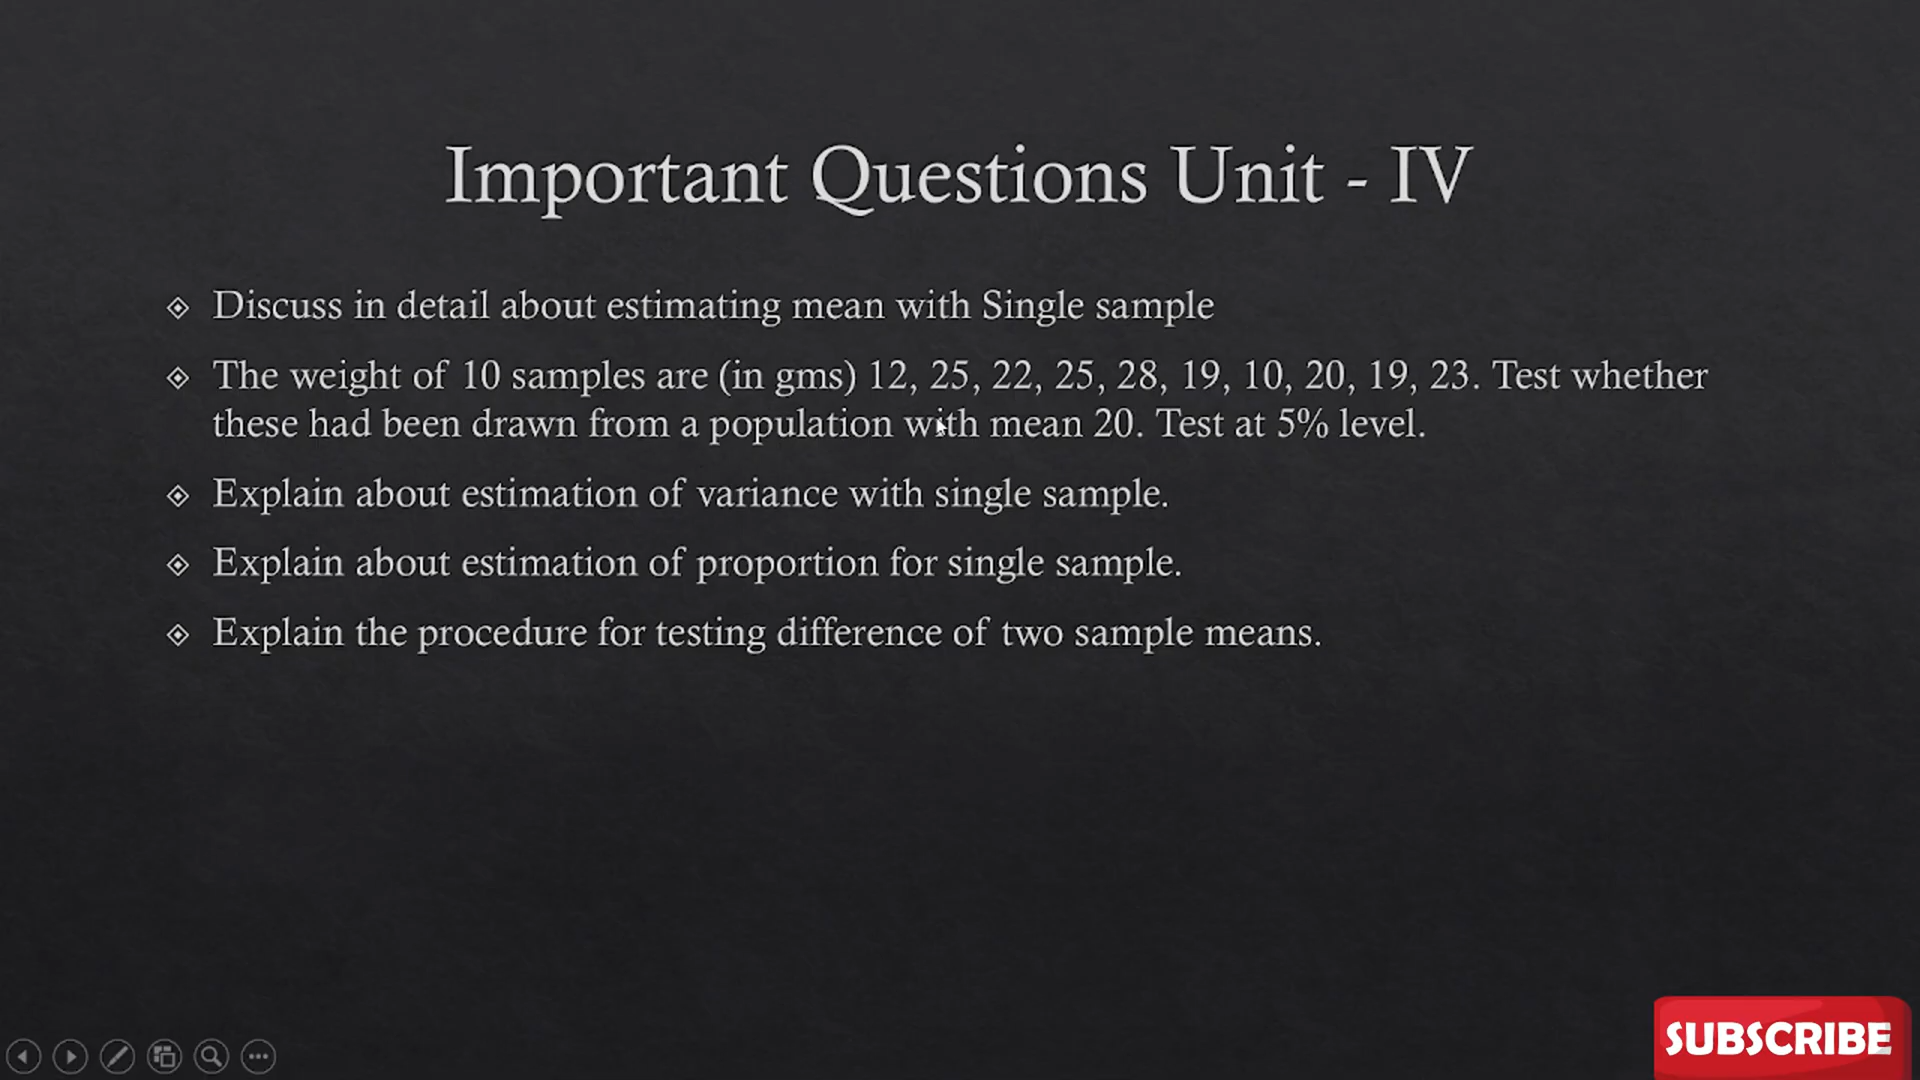 Important Questions Unit - IV
Discuss in detail about estimating mean with Single sample
The weight of 10 samples are (in gms) 12, 25, 22, 25, 28, 19, 10, 20, 19, 23. Test whether
these had been drawn from a population with mean 20. Test at 5% level.
Explain about estimation of variance with single sample.
Explain about estimation of proportion for single sample.
Explain the procedure for testing difference of two sample means.
SUBSCRIBE